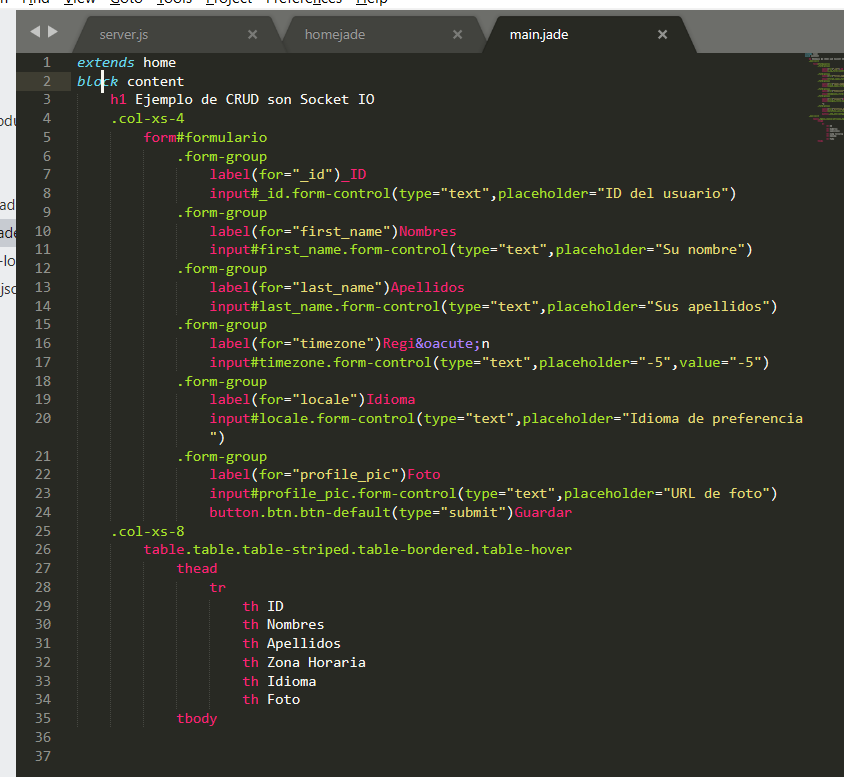 View Goto Tools Project Preferences Help
server.js × homejade × main.jade ×
1 extends home
2 block content
3 h1 Ejemplo de CRUD son Socket IO
4 .col-xs-4
5 form#formulario
6 .form-group
7 label(for="_id")_ID
8 input#_id.form-control(type="text",placeholder="ID del usuario")
9 .form-group
10 label(for="first_name")Nombres
11 input#first_name.form-control(type="text",placeholder="Su nombre")
12 .form-group
13 label(for="last_name")Apellidos
14 input#last_name.form-control(type="text",placeholder="Sus apellidos")
15 .form-group
16 label(for="timezone")Regi&oacute;n
17 input#timezone.form-control(type="text",placeholder="-5",value="-5")
18 .form-group
19 label(for="locale")Idioma
20 input#locale.form-control(type="text",placeholder="Idioma de preferencia
")
21 .form-group
22 label(for="profile_pic")Foto
23 input#profile_pic.form-control(type="text",placeholder="URL de foto")
24 button.btn.btn-default(type="submit")Guardar
25 .col-xs-8
26 table.table.table-striped.table-bordered.table-hover
27 thead
28 tr
29 th ID
30 th Nombres
31 th Apellidos
32 th Zona Horaria
33 th Idioma
34 th Foto
35 tbody
36
37